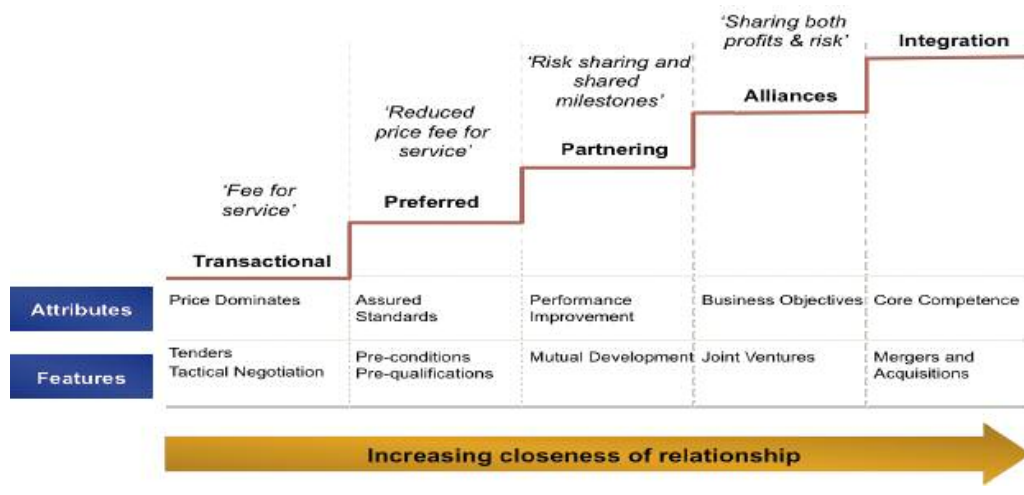 'Sharing both
profits & risk'
Integration
'Risk sharing and
shared
milestones'
Alliances
'Reduced
price fee for
service'
Partnering
'Fee for
service'
Preferred
Transactional
Attributes
Price Dominates
Assured
Standards
Performance
Improvement
Business Objectives
Core Competence
Features
Tenders
Tactical Negotiation
Pre-conditions
Pre-qualifications
Mutual Development
Joint Ventures
Mergers and
Acquisitions
Increasing closeness of relationship